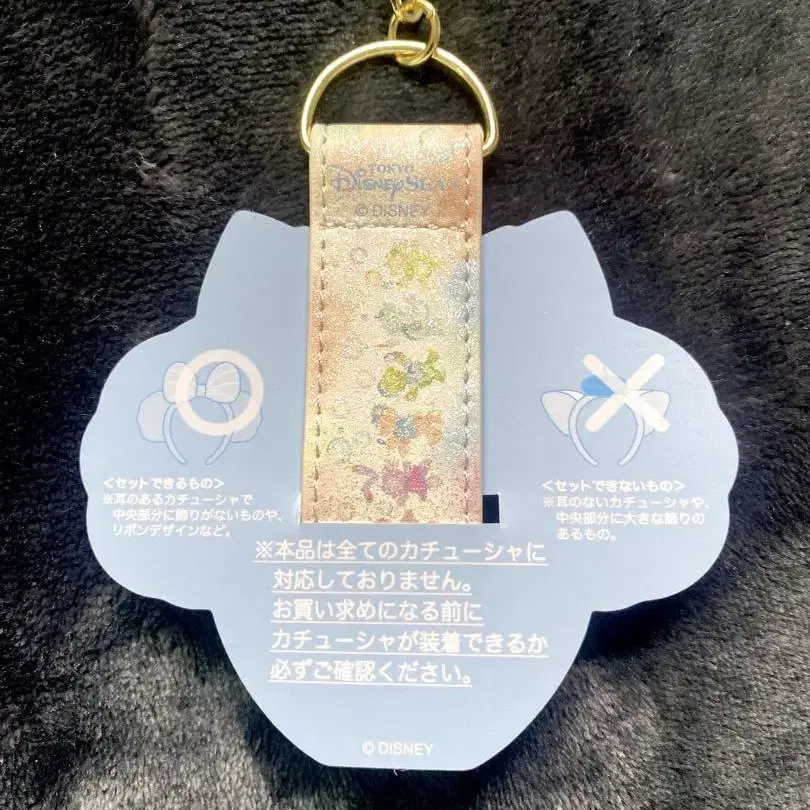 TOKYO
DISNEYSEA
© DISNEY
<セットできるもの>
※耳のあるカチューシャで
中央部分に飾りがないものや、
リボンデザインなど。
<セットできないもの>
※耳のないカチューシャや、
中央部分に大きな飾りの
あるもの。
※本品は全てのカチューシャに
対応しておりません。
お買い求めになる前に
カチューシャが装着できるか
必ずご確認ください。
© DISNEY